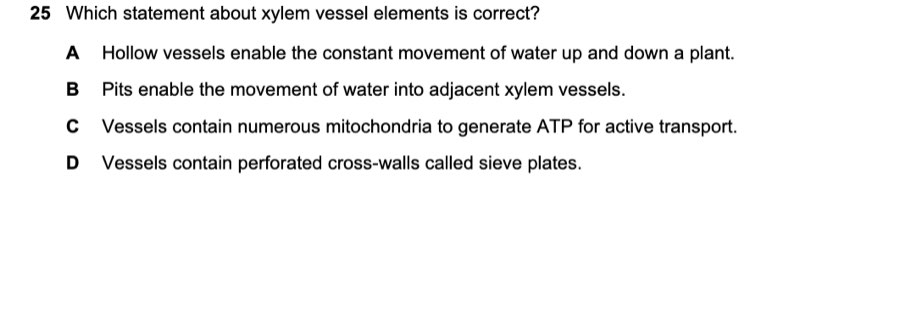 25 Which statement about xylem vessel elements is correct?
A Hollow vessels enable the constant movement of water up and down a plant.
B Pits enable the movement of water into adjacent xylem vessels.
C Vessels contain numerous mitochondria to generate ATP for active transport.
D Vessels contain perforated cross-walls called sieve plates.